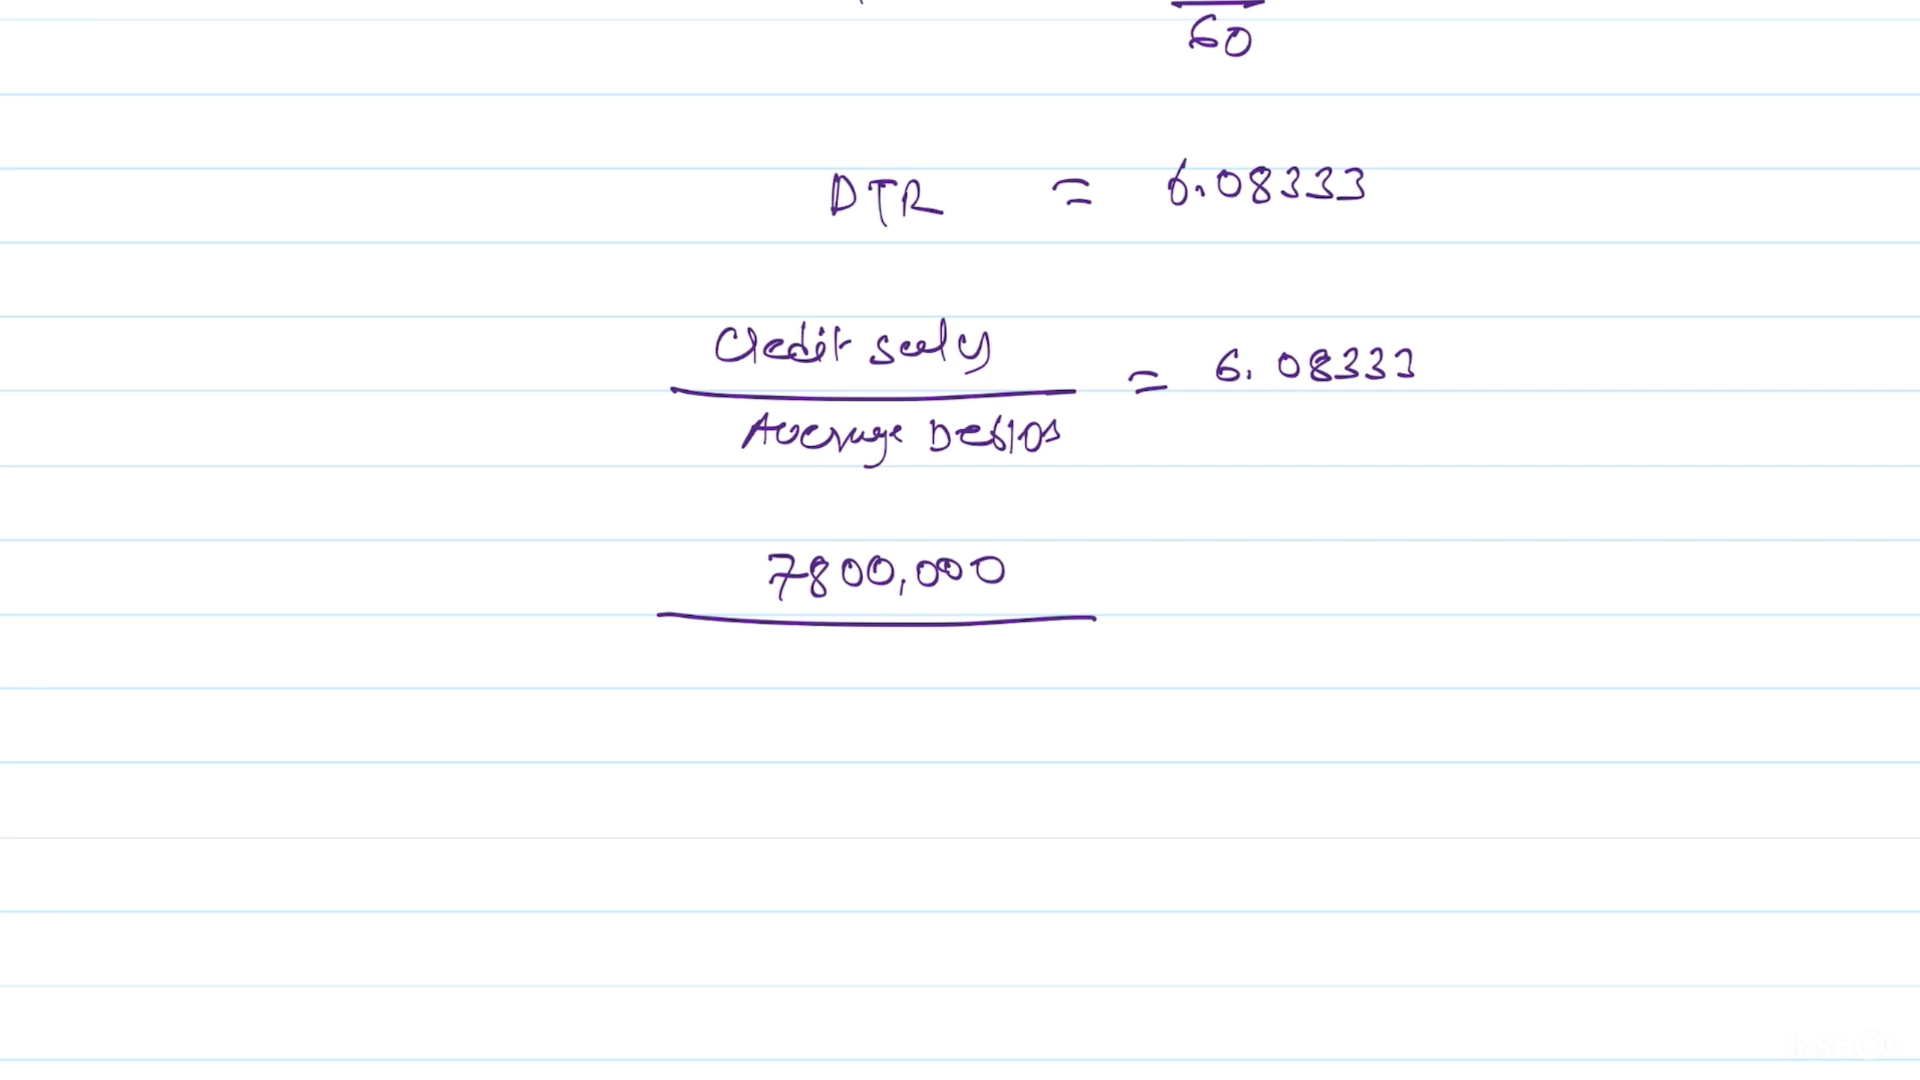 60
DTR = 6.08333
Credit sales = 6.08333
Average Debtors
7800,000